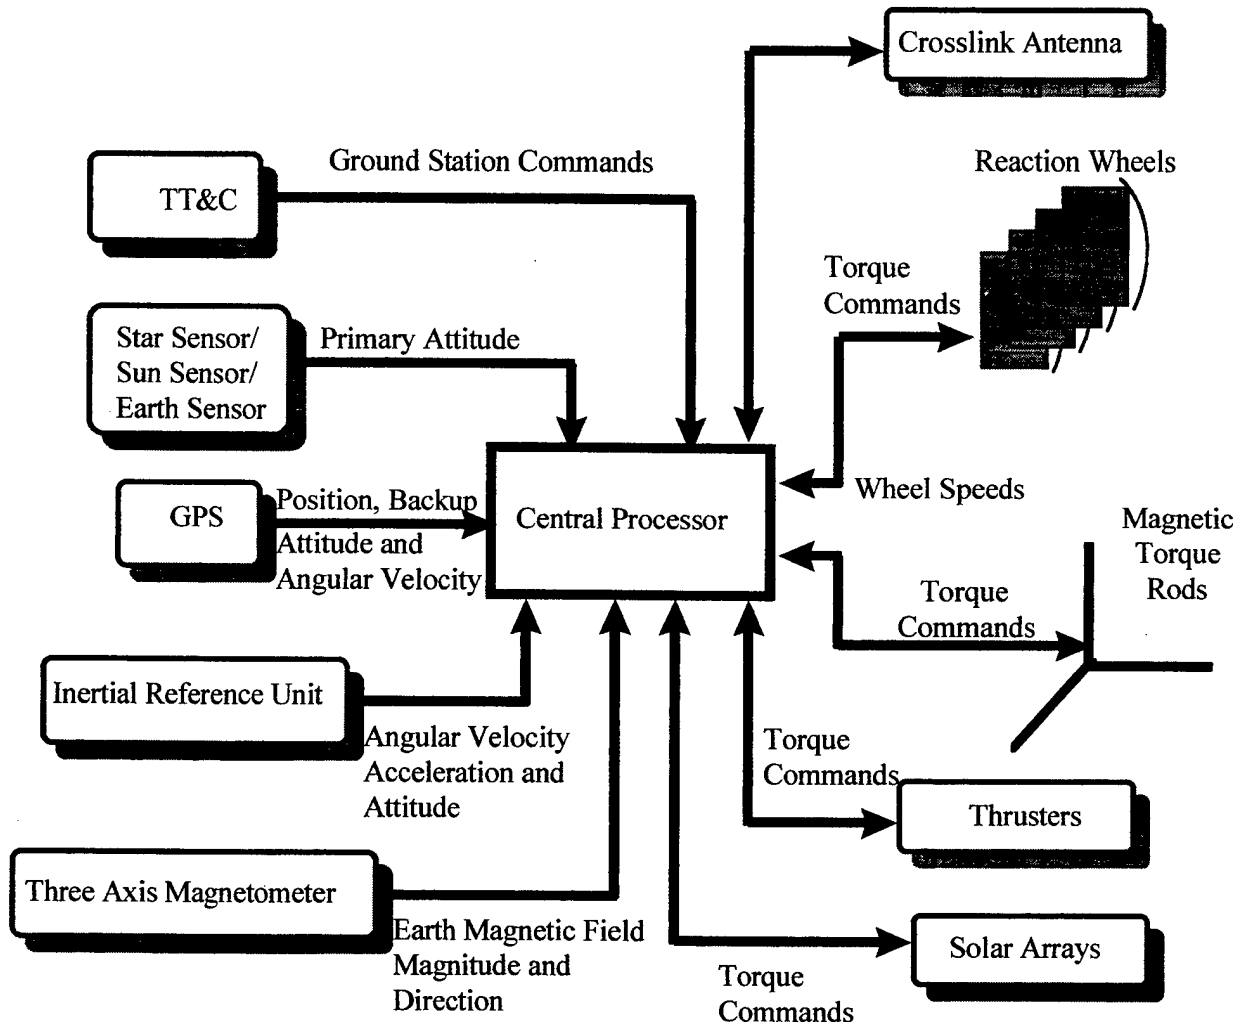 Crosslink Antenna
Ground Station Commands
Reaction Wheels
TT&C
Torque
Commands
Star Sensor/
Sun Sensor/
Earth Sensor
Primary Attitude
GPS
Position, Backup
Attitude and
Angular Velocity
Central Processor
Wheel Speeds
Magnetic
Torque
Rods
Torque
Commands
Inertial Reference Unit
Angular Velocity
Acceleration and
Attitude
Torque
Commands
Thrusters
Three Axis Magnetometer
Earth Magnetic Field
Magnitude and
Direction
Solar Arrays
Torque
Commands